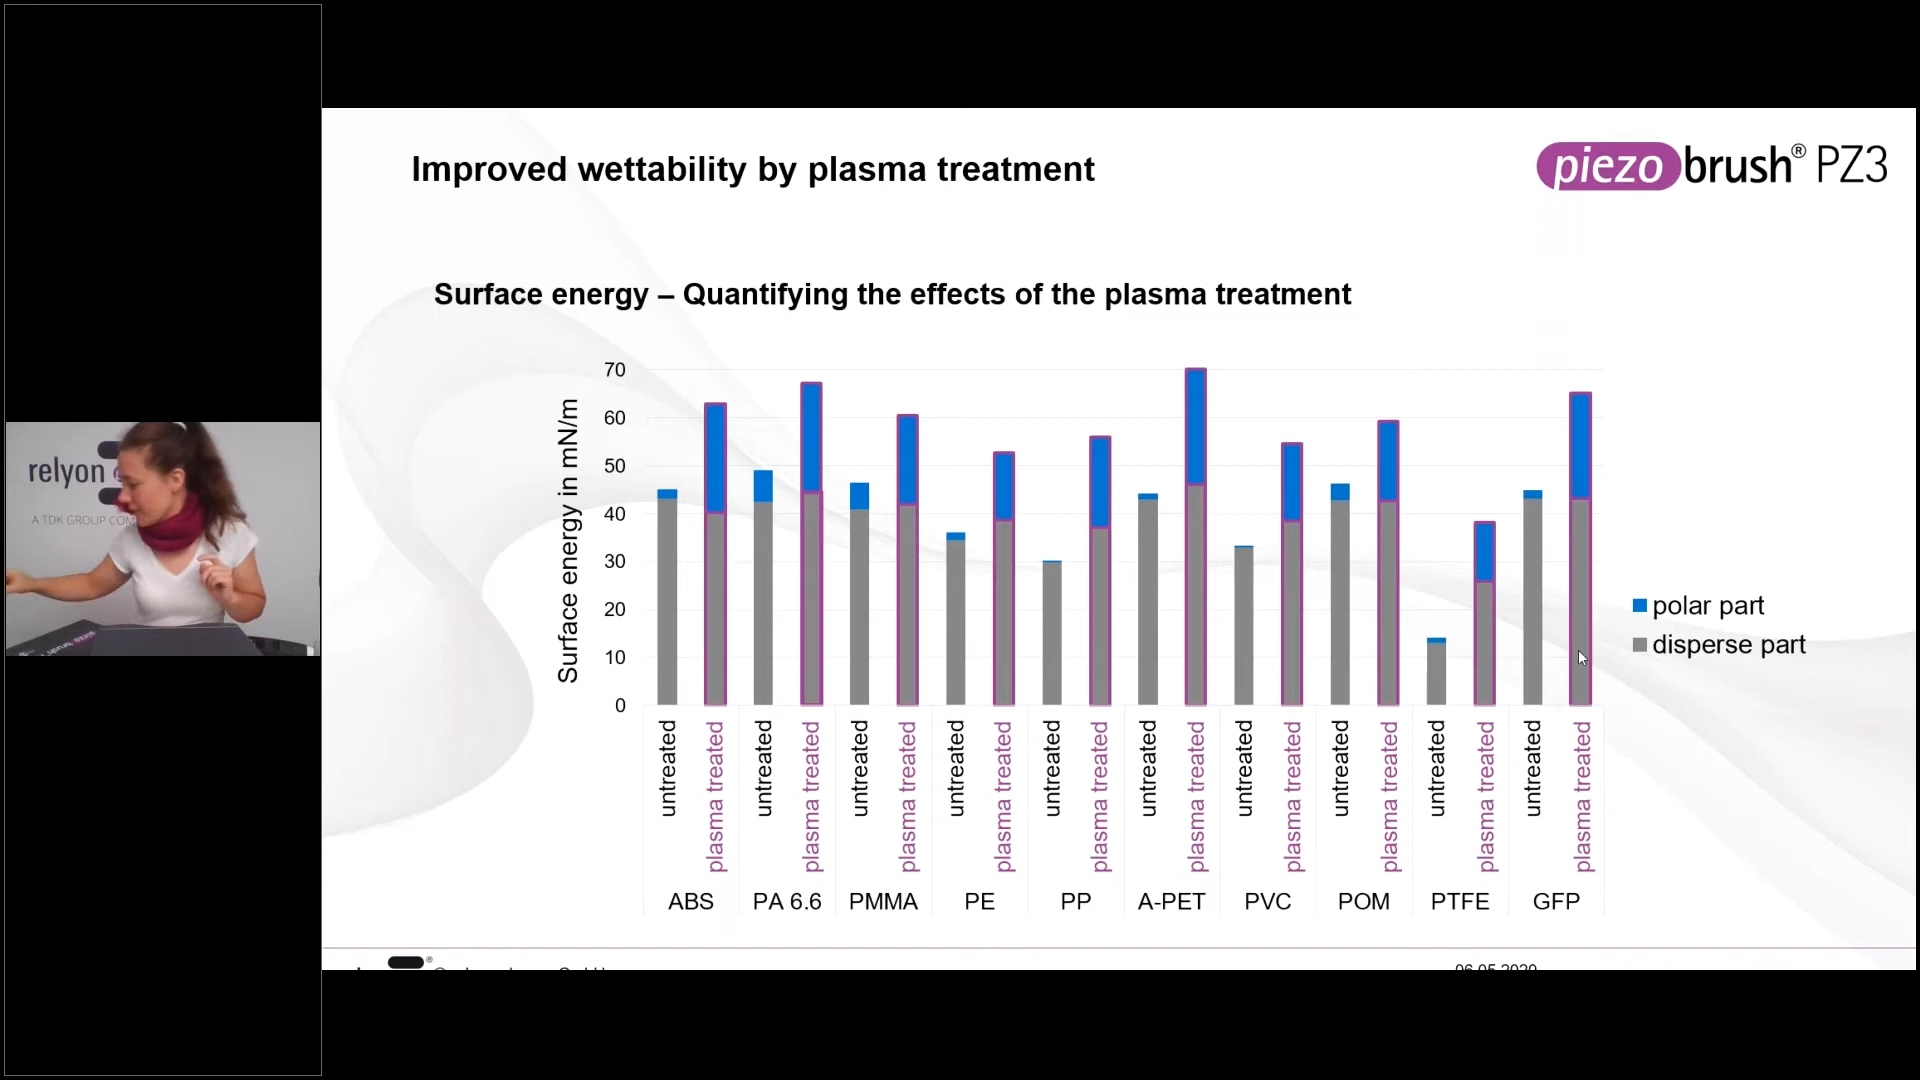 Improved wettability by plasma treatment
piezo brush® PZ3
Surface energy – Quantifying the effects of the plasma treatment
Surface energy in mN/m
70
60
50
40
30
20
10
0
untreated
plasma treated
untreated
plasma treated
untreated
plasma treated
untreated
plasma treated
untreated
plasma treated
untreated
plasma treated
untreated
plasma treated
untreated
plasma treated
untreated
plasma treated
untreated
plasma treated
ABS PA 6.6 PMMA PE PP A-PET PVC POM PTFE GFP
polar part
disperse part
relyon
A TDK GROUP COM
06.05.2020